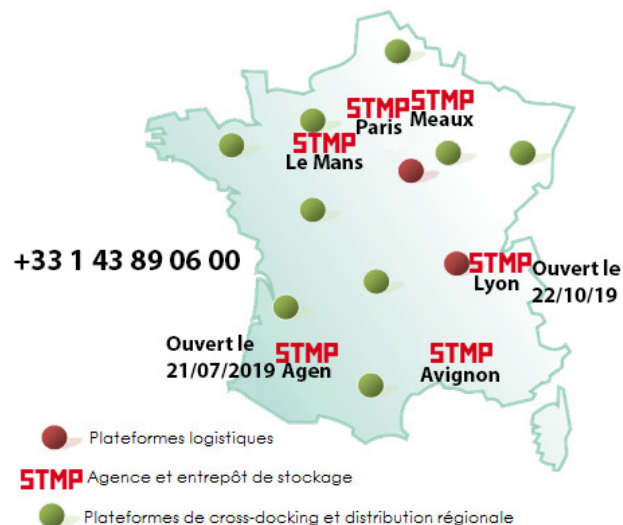 STMP
Paris
STMP
Meaux
STMP
Le Mans
+33 1 43 89 06 00
STMP
Lyon
Ouvert le
22/10/19
Ouvert le
21/07/2019
STMP
Agen
STMP
Avignon
Plateformes logistiques
STMP Agence et entrepôt de stockage
Plateformes de cross-docking et distribution régionale